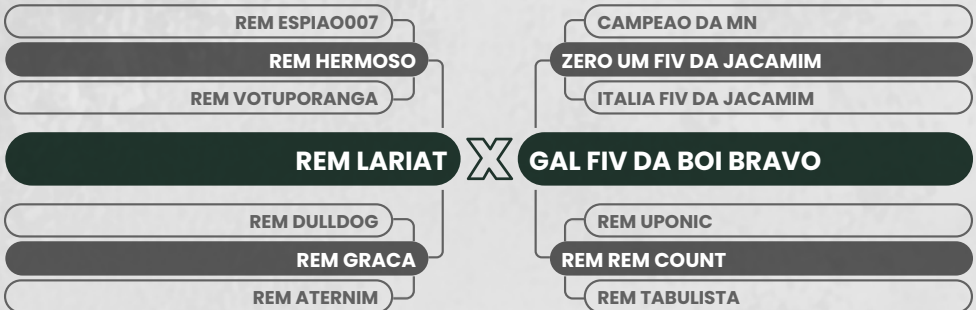 REM ESPIAO007
REM HERMOSO
REM VOTUPORANGA
REM LARIAT
REM DULLDOG
REM GRACA
REM ATERNIM
X
CAMPEAO DA MN
ZERO UM FIV DA JACAMIM
ITALIA FIV DA JACAMIM
GAL FIV DA BOI BRAVO
REM UPONIC
REM REM COUNT
REM TABULISTA